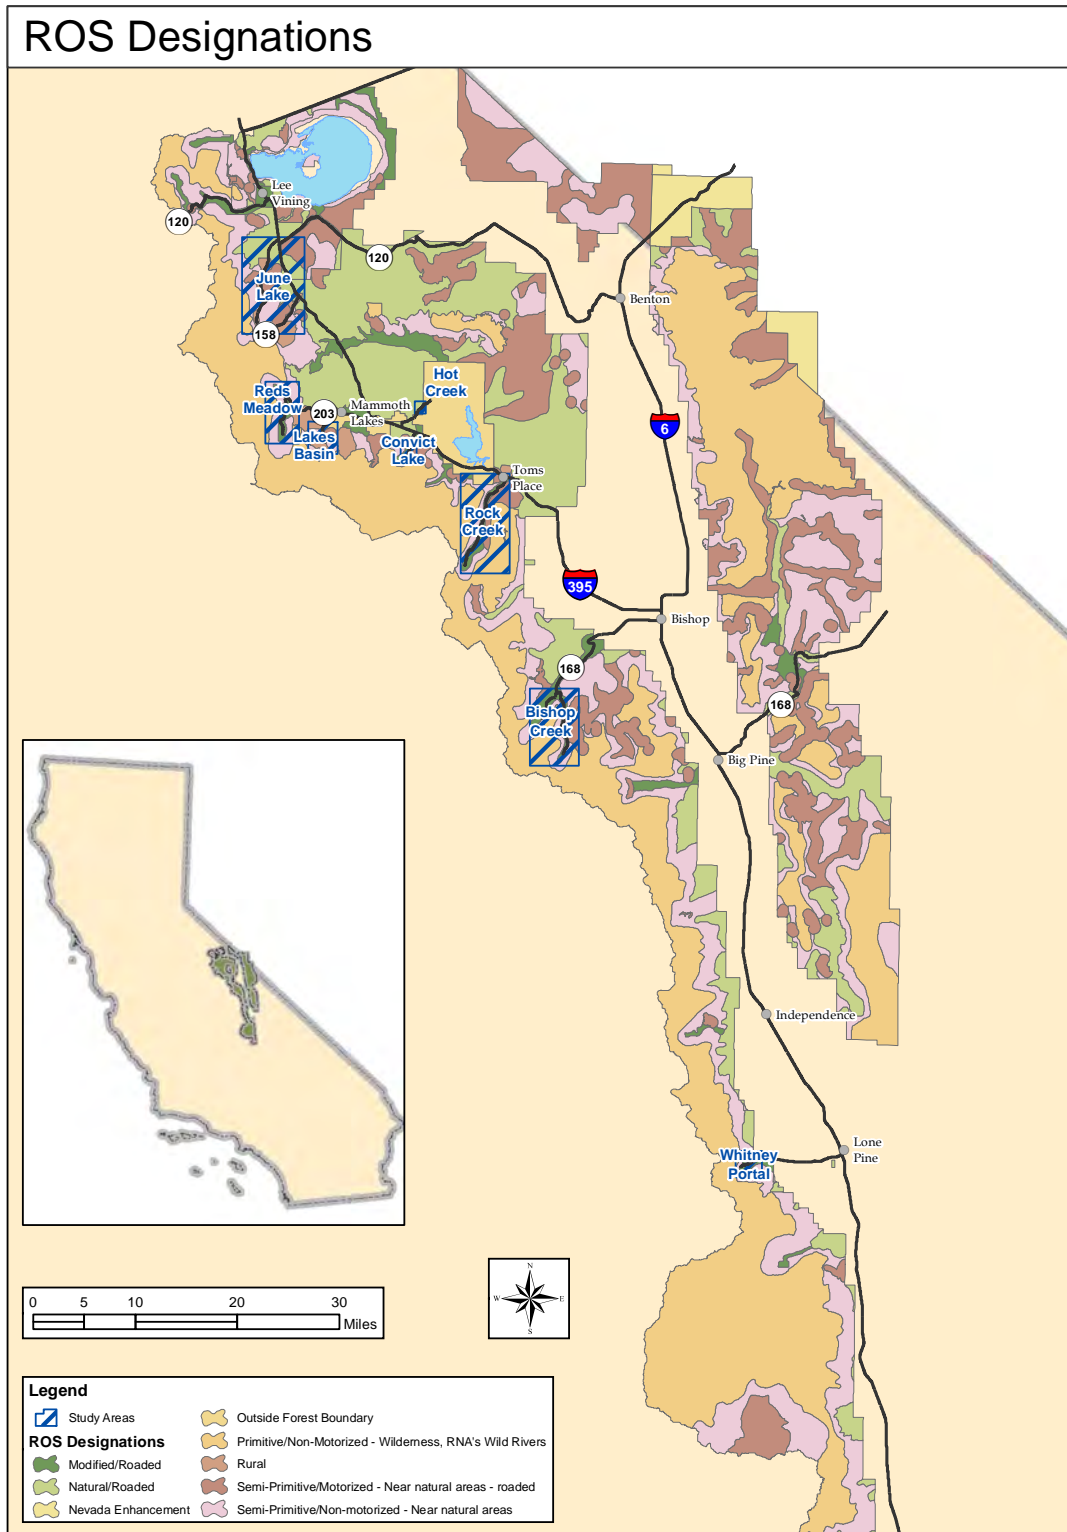 ROS Designations
Lee
Vining
120
120
June
Lake
158
Benton
Hot
Creek
Reds
Meadow
203
Mammoth
Lakes
Lakes
Basin
Convict
Lake
6
Toms
Place
Rock
Creek
395
Bishop
168
168
Bishop
Creek
Big Pine
Independence
Lone
Pine
Whitney
Portal
N
W
E
S
0 5 10 20 30
Miles
Legend
Study Areas
ROS Designations
Modified/Roaded
Natural/Roaded
Nevada Enhancement
Outside Forest Boundary
Primitive/Non-Motorized - Wilderness, RNA's Wild Rivers
Rural
Semi-Primitive/Motorized - Near natural areas - roaded
Semi-Primitive/Non-motorized - Near natural areas